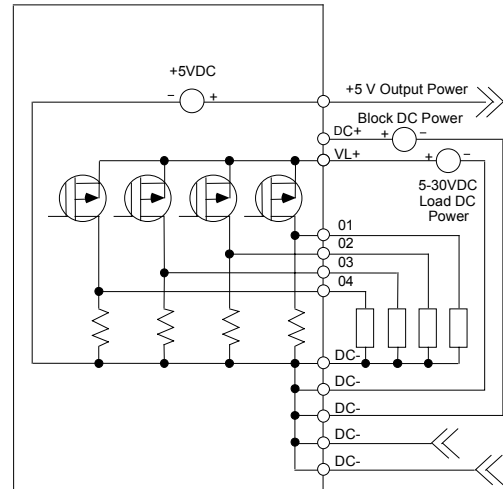 +5VDC
− +
+5 V Output Power
Block DC Power
DC+
+ −
VL+
+ −
5-30VDC
Load DC
Power
01
02
03
04
DC-
DC-
DC-
DC-
DC-